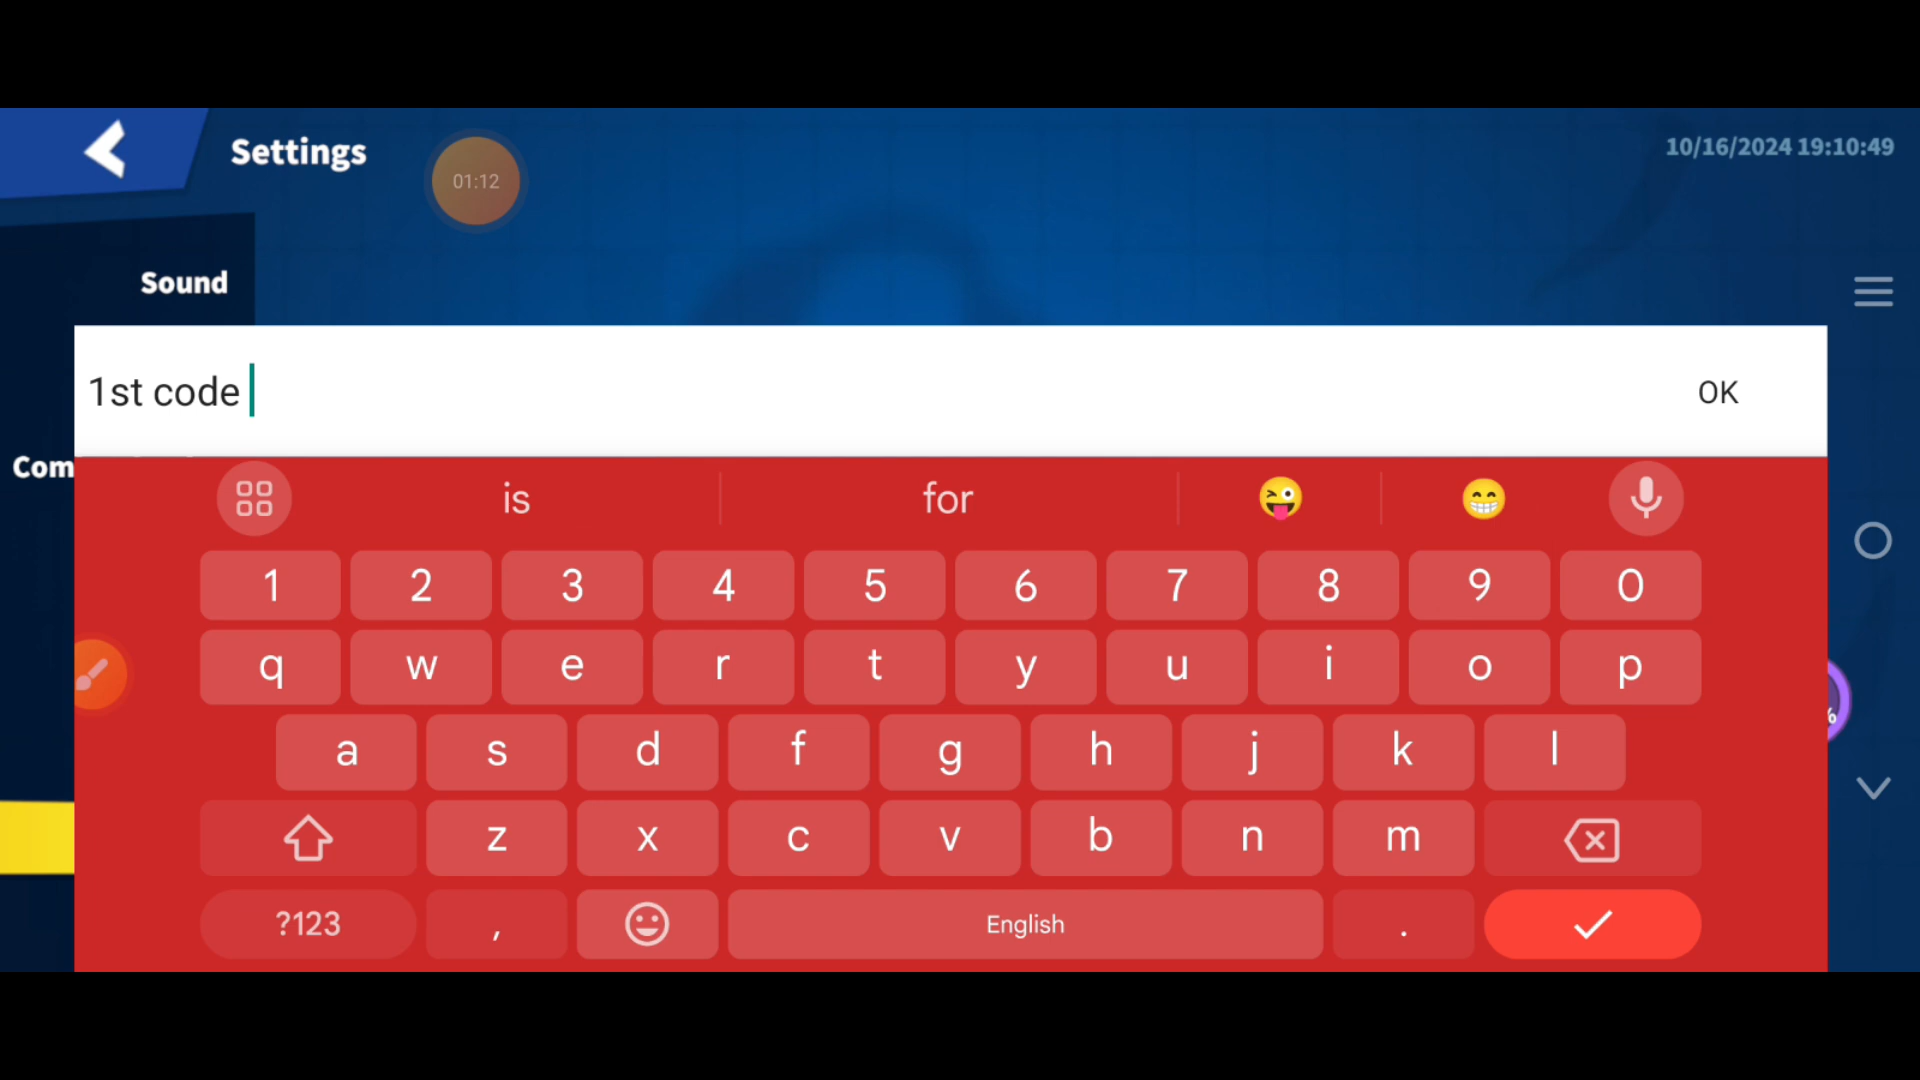 Settings
01:12
10/16/2024 19:10:49
Sound
1st code
OK
Com
is
for
1 2 3 4 5 6 7 8 9 0
q w e r t y u i o p
%
a s d f g h j k l
z x c v b n m
?123 , English .